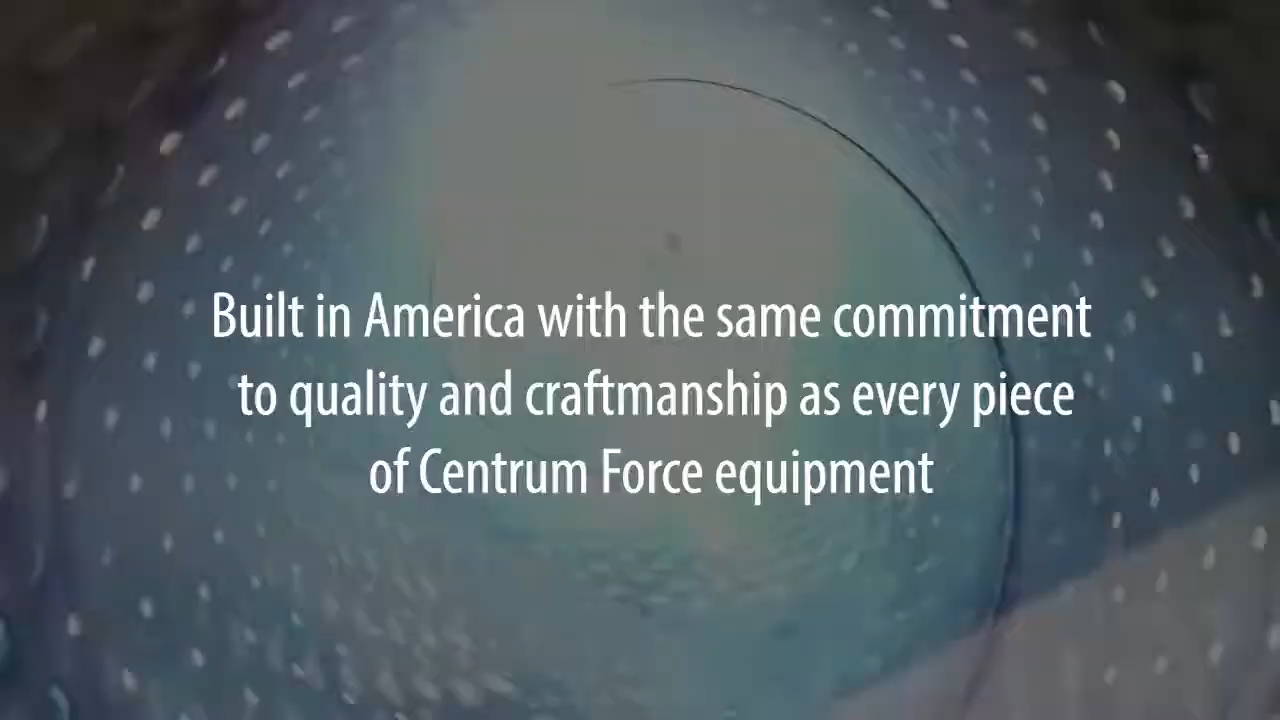 Built in America with the same commitment
to quality and craftmanship as every piece
of Centrum Force equipment